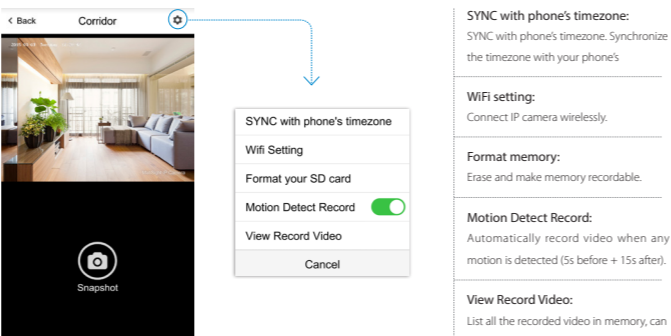 < Back
Corridor
Snapshot
SYNC with phone's timezone
Wifi Setting
Format your SD card
Motion Detect Record
View Record Video
Cancel
SYNC with phone's timezone:
SYNC with phone's timezone. Synchronize
the timezone with your phone's
WiFi setting:
Connect IP camera wirelessly.
Format memory:
Erase and make memory recordable.
Motion Detect Record:
Automatically record video when any
motion is detected (5s before + 15s after).
View Record Video:
List all the recorded video in memory, can